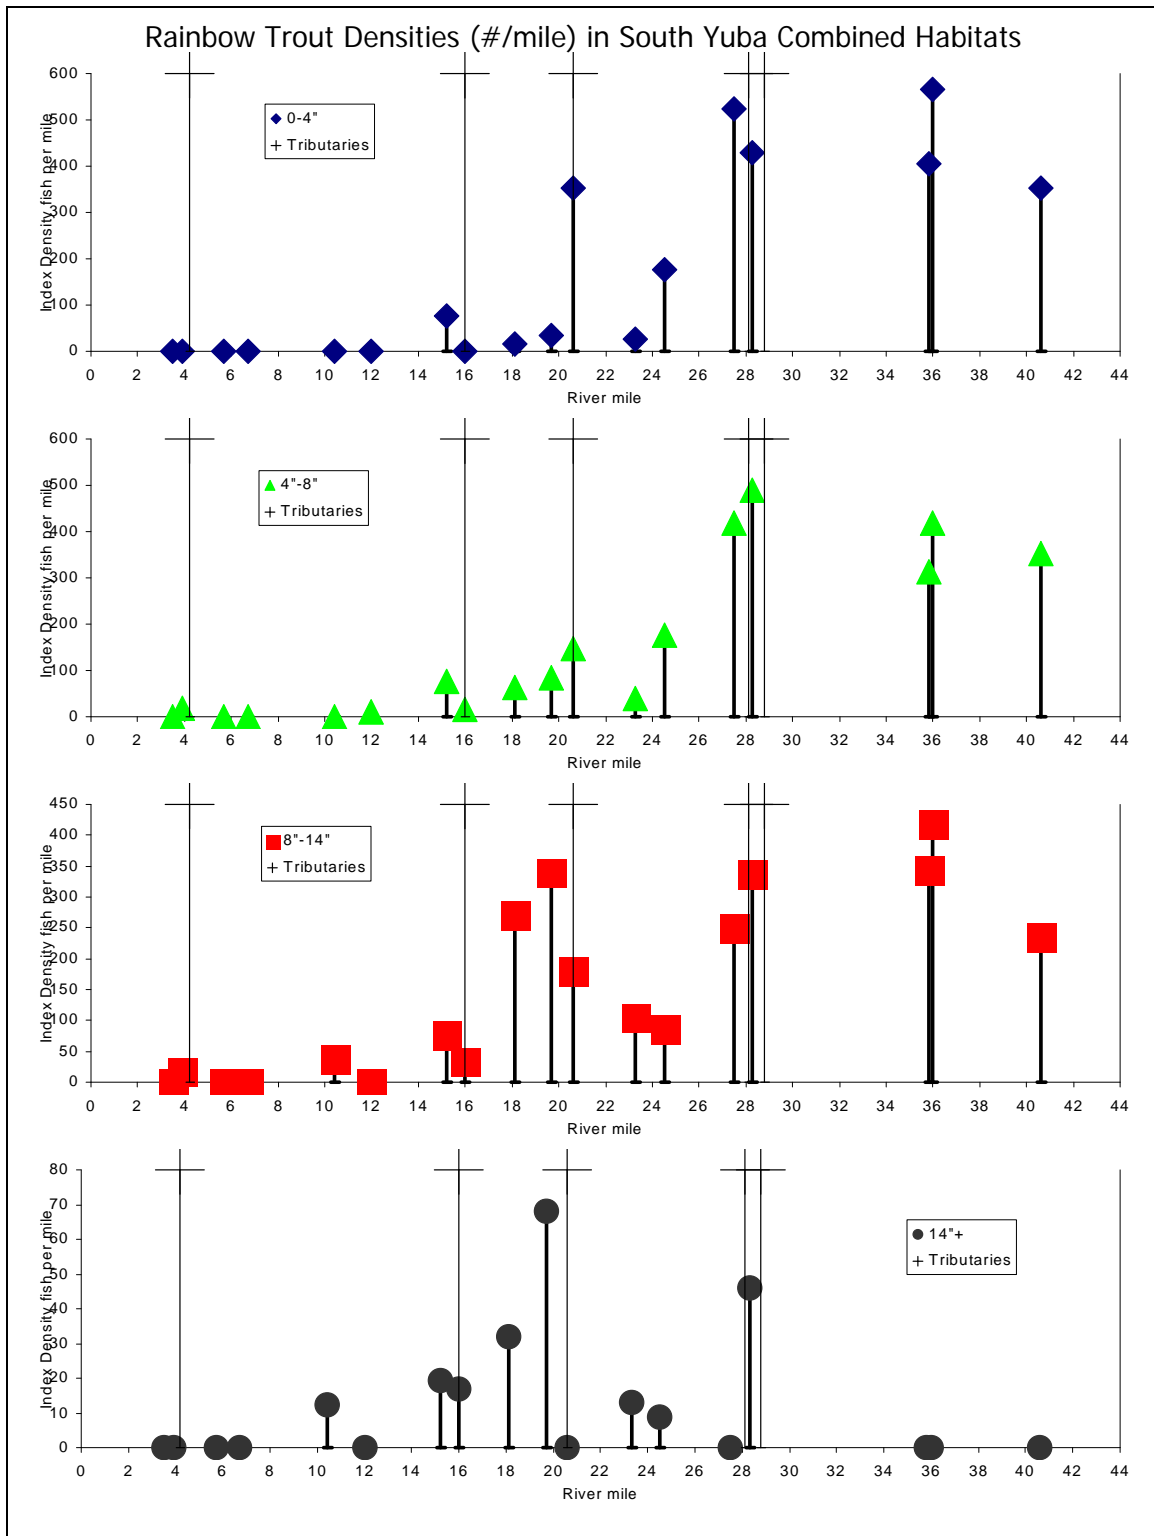 Rainbow Trout Densities (#/mile) in South Yuba Combined Habitats
600
500
400
300
200
100
0
Index Density fish per mile
0-4"
Tributaries
0 2 4 6 8 10 12 14 16 18 20 22 24 26 28 30 32 34 36 38 40 42 44
River mile
600
500
400
300
200
100
0
Index Density fish per mile
4"-8"
Tributaries
0 2 4 6 8 10 12 14 16 18 20 22 24 26 28 30 32 34 36 38 40 42 44
River mile
450
400
350
300
250
200
150
100
50
0
Index Density fish per mile
8"-14"
Tributaries
0 2 4 6 8 10 12 14 16 18 20 22 24 26 28 30 32 34 36 38 40 42 44
River mile
80
70
60
50
40
30
20
10
0
Index Density fish per mile
14"+
Tributaries
0 2 4 6 8 10 12 14 16 18 20 22 24 26 28 30 32 34 36 38 40 42 44
River mile